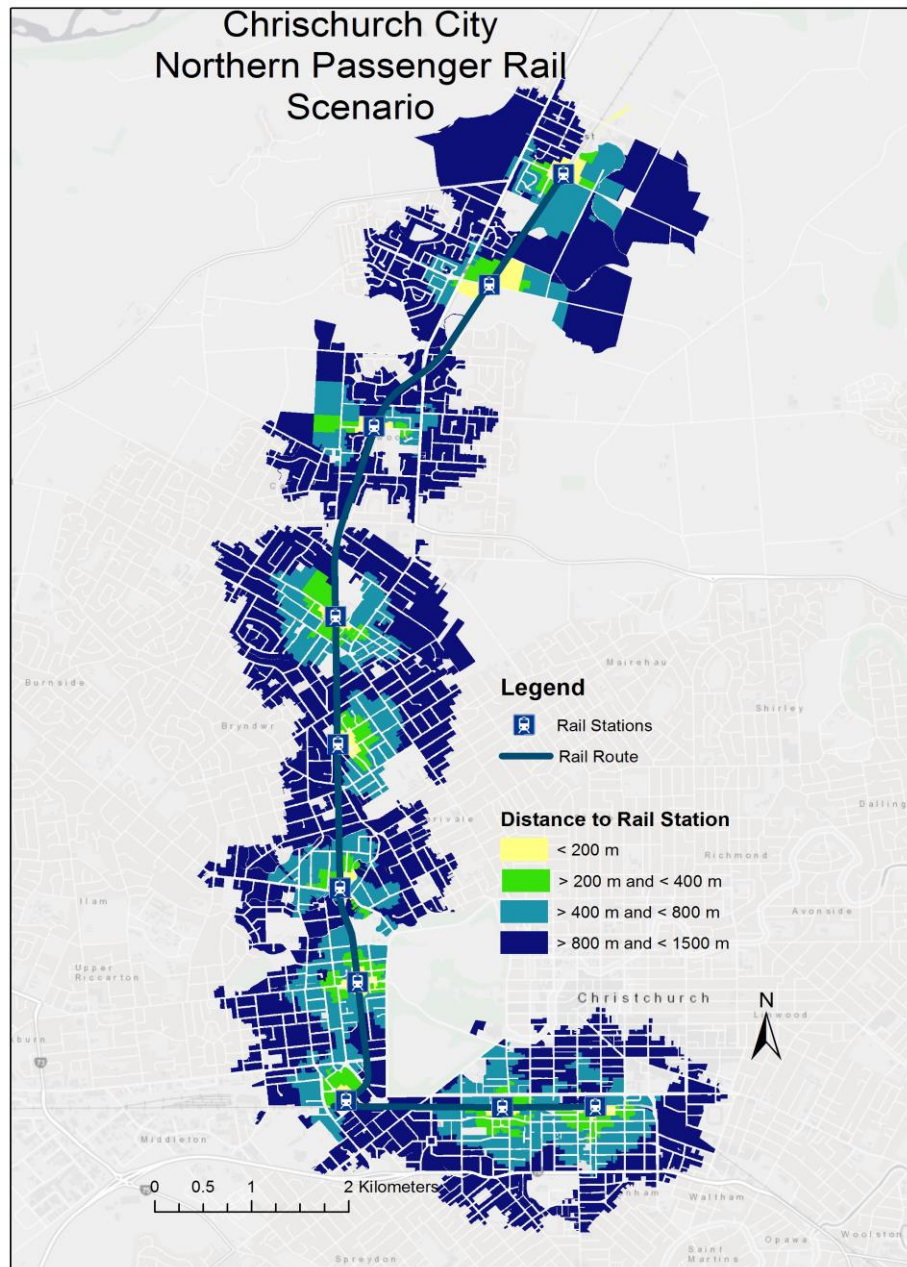 Chrischurch City
Northern Passenger Rail
Scenario
Mairehau
Burnside
Shirley
Bryndwr
Legend
Rail Stations
Rail Route
Dalling
Distance to Rail Station
< 200 m
> 200 m and < 400 m
> 400 m and < 800 m
> 800 m and < 1500 m
Richmond
Avonside
Ilam
Upper
Riccarton
Christchurch
Linwood
N
Middleton
0 0.5 1 2 Kilometers
Waltham
Opawa
Woolston
Spreydon
Saint
Martins